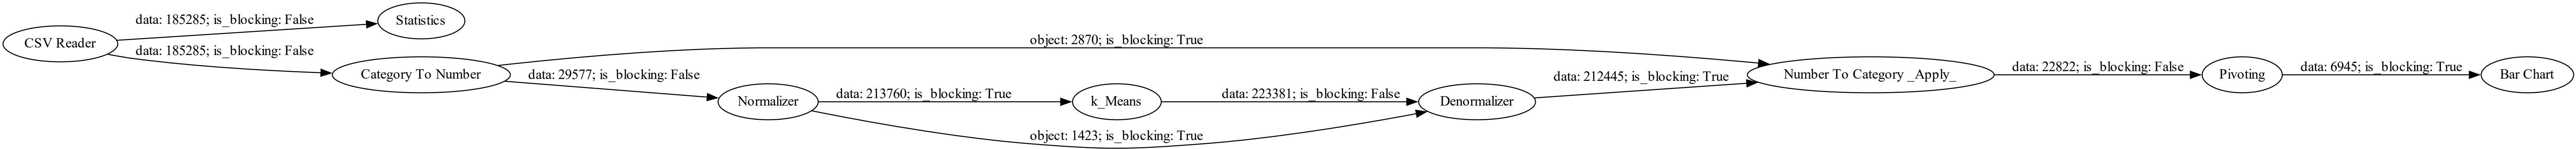 CSV Reader
data: 185285; is_blocking: False
Statistics
data: 185285; is_blocking: False
Category To Number
object: 2870; is_blocking: True
data: 29577; is_blocking: False
Normalizer
data: 213760; is_blocking: True
k_Means
data: 223381; is_blocking: False
object: 1423; is_blocking: True
Denormalizer
data: 212445; is_blocking: True
Number To Category _Apply_
data: 22822; is_blocking: False
Pivoting
data: 6945; is_blocking: True
Bar Chart